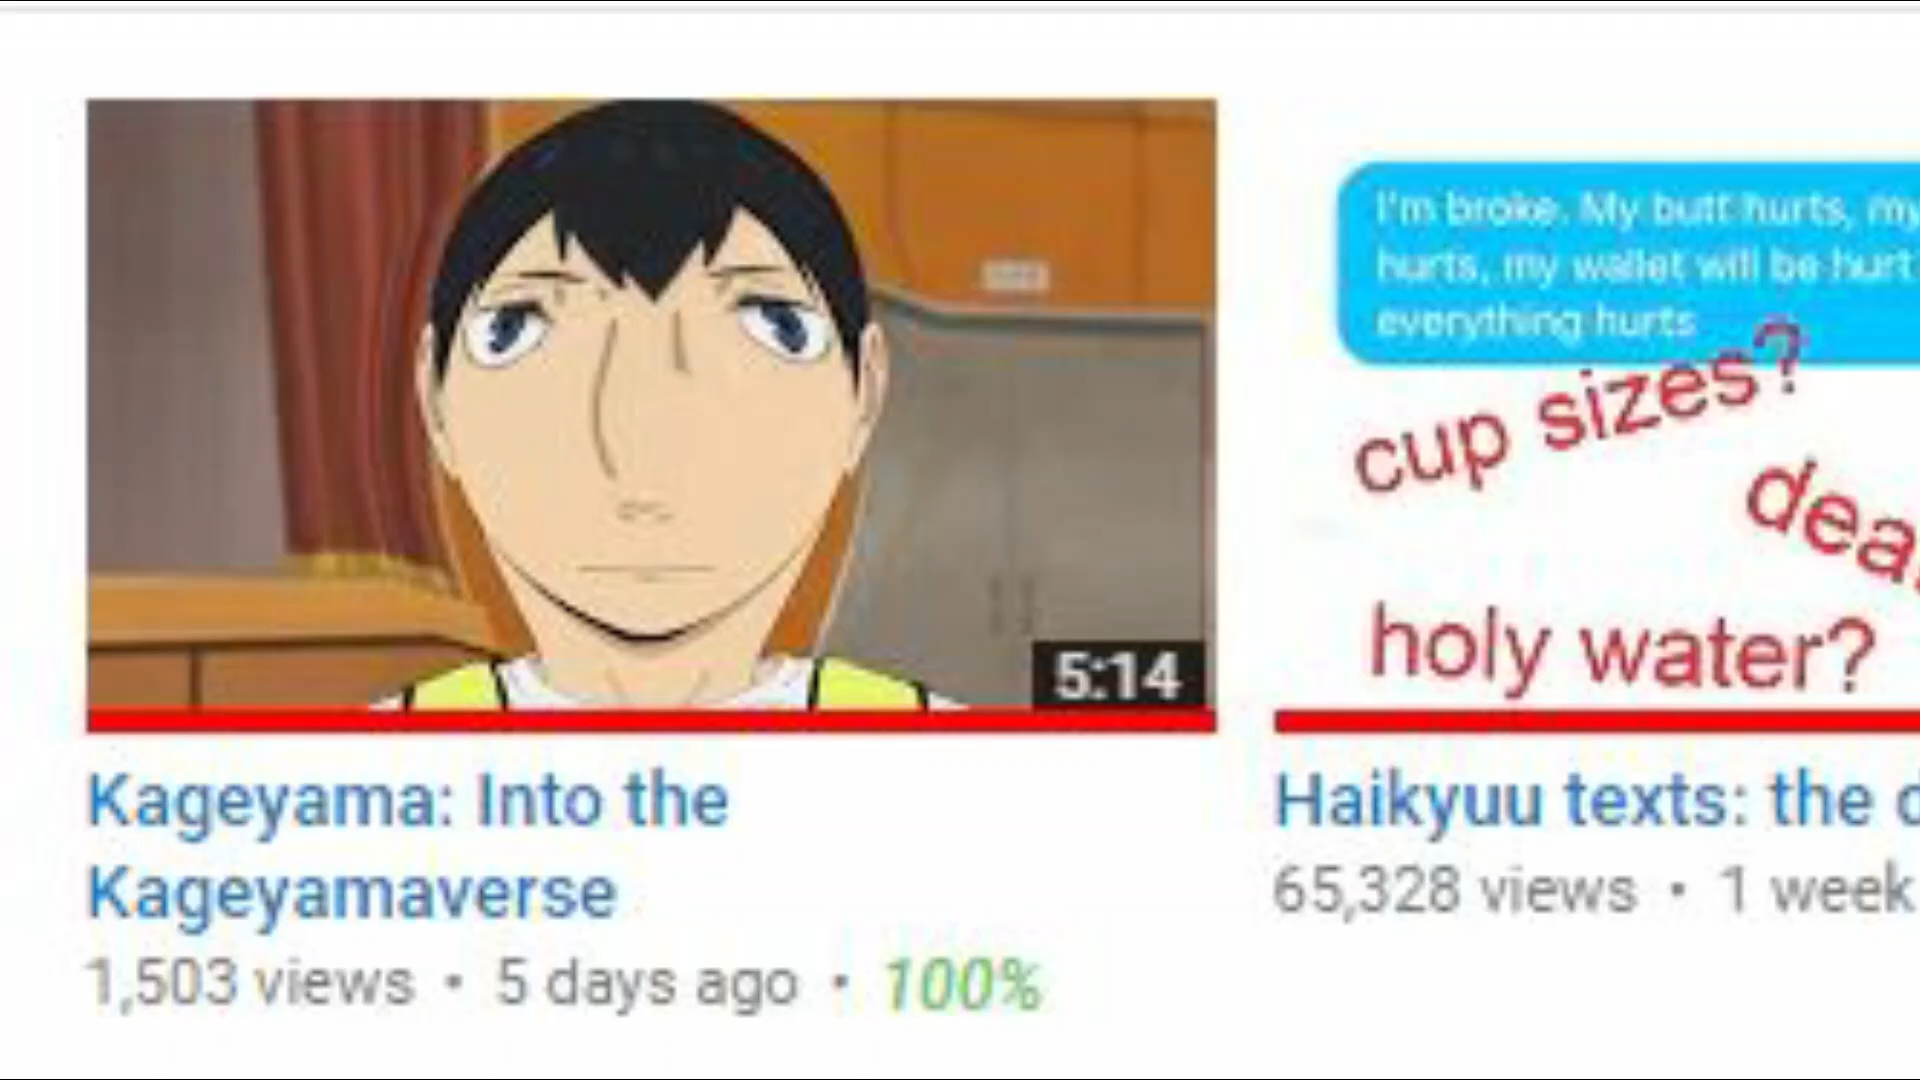 5:14
Kageyama: Into the
Kageyamaverse
1,503 views • 5 days ago • 100%
I'm broke. My butt hurts, my
hurts, my wallet will be hurt
everything hurts
cup sizes?
holy water?
Haikyuu texts: the
65,328 views • 1 week